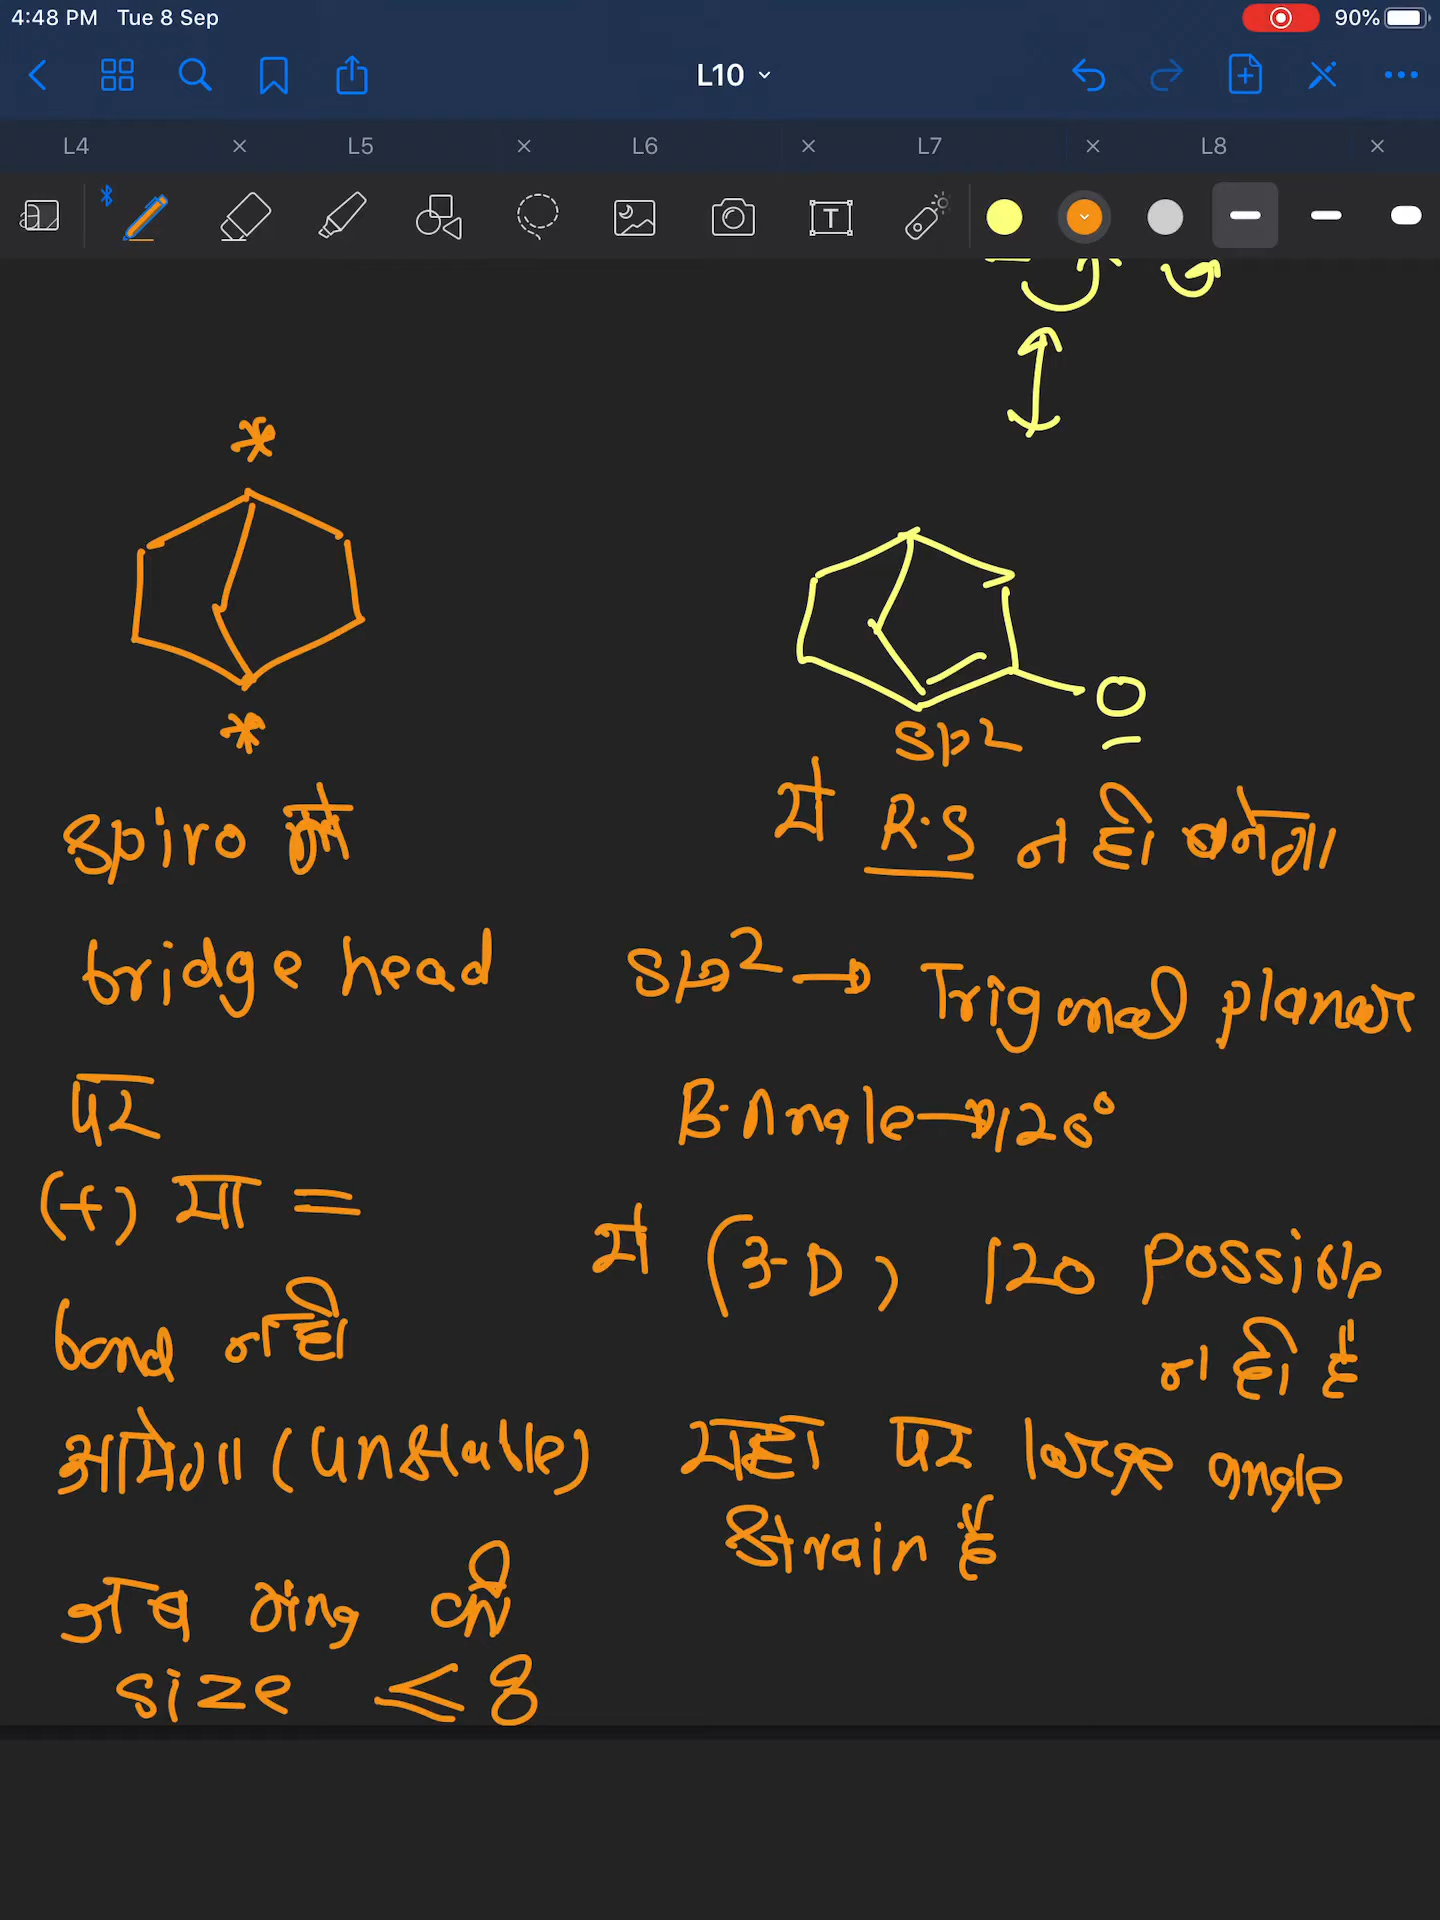 4:48 PM Tue 8 Sep
90%
L10
L4 L5 L6 L7 L8
T
*
*
O
sp2
ये R.S नही बनेगा
spiro में
bridge head
पर
(+) या =
bond नही
आयेगा (unstable)
जब ring की
size ≤ 8
sp² → Trigonal planar
B.Angle → 120°
ये (3-D) 120 possible
नही है
यहाँ पर large angle
strain है